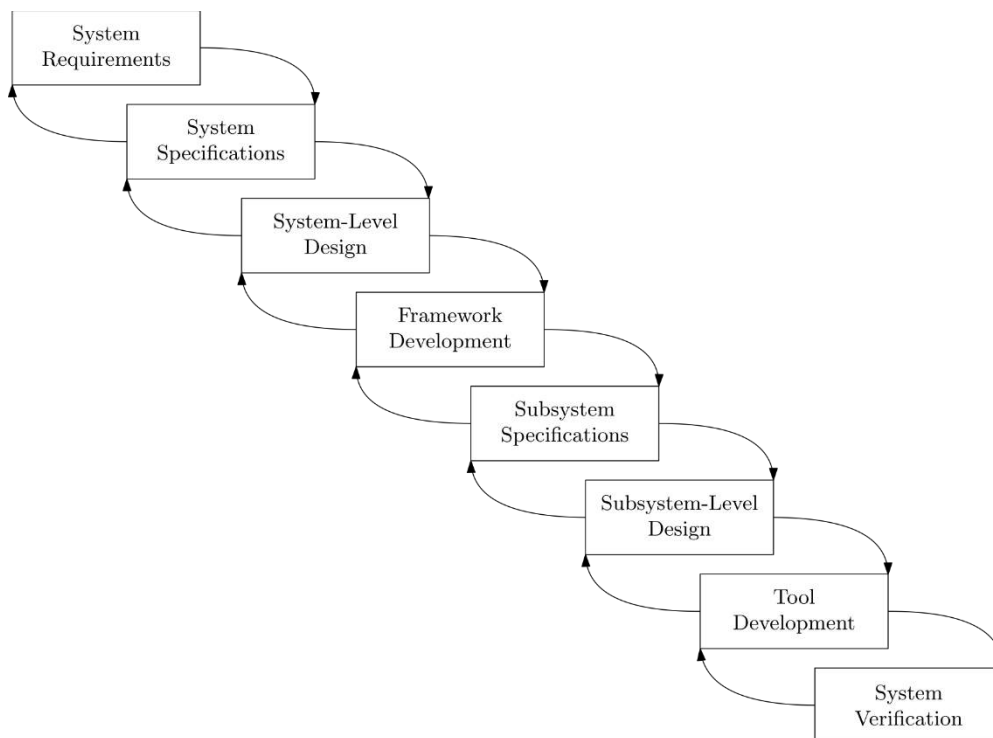 System
Requirements
System
Specifications
System-Level
Design
Framework
Development
Subsystem
Specifications
Subsystem-Level
Design
Tool
Development
System
Verification